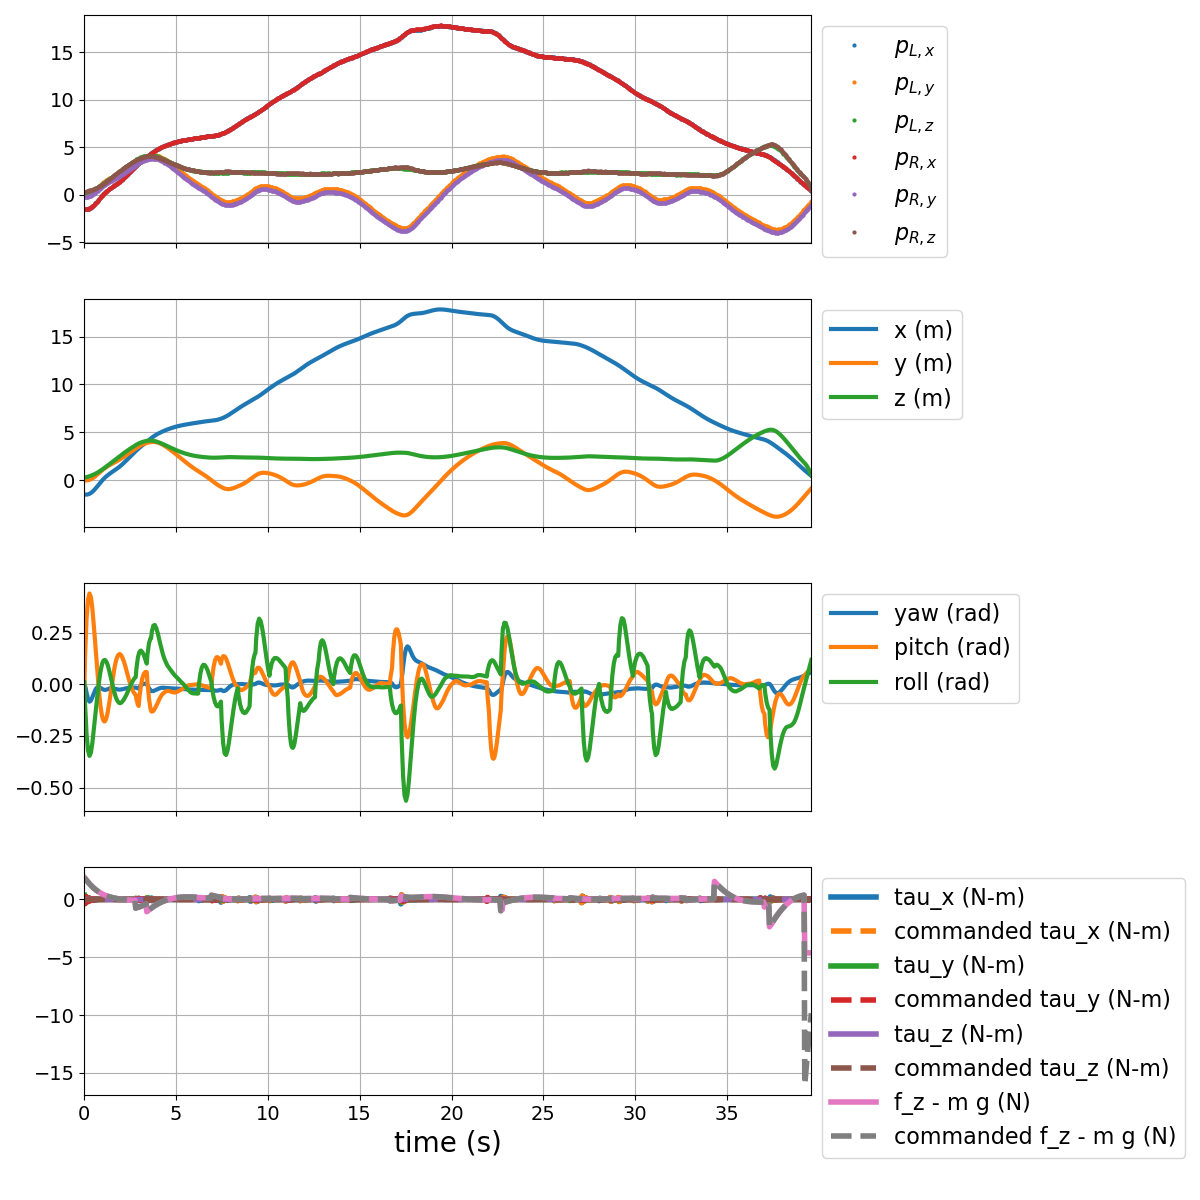 15
10
5
0
−5
p_{L,x}
p_{L,y}
p_{L,z}
p_{R,x}
p_{R,y}
p_{R,z}
15
10
5
0
x (m)
y (m)
z (m)
0.25
0.00
−0.25
−0.50
yaw (rad)
pitch (rad)
roll (rad)
0
−5
−10
−15
0 5 10 15 20 25 30 35
time (s)
tau_x (N-m)
commanded tau_x (N-m)
tau_y (N-m)
commanded tau_y (N-m)
tau_z (N-m)
commanded tau_z (N-m)
f_z - m g (N)
commanded f_z - m g (N)